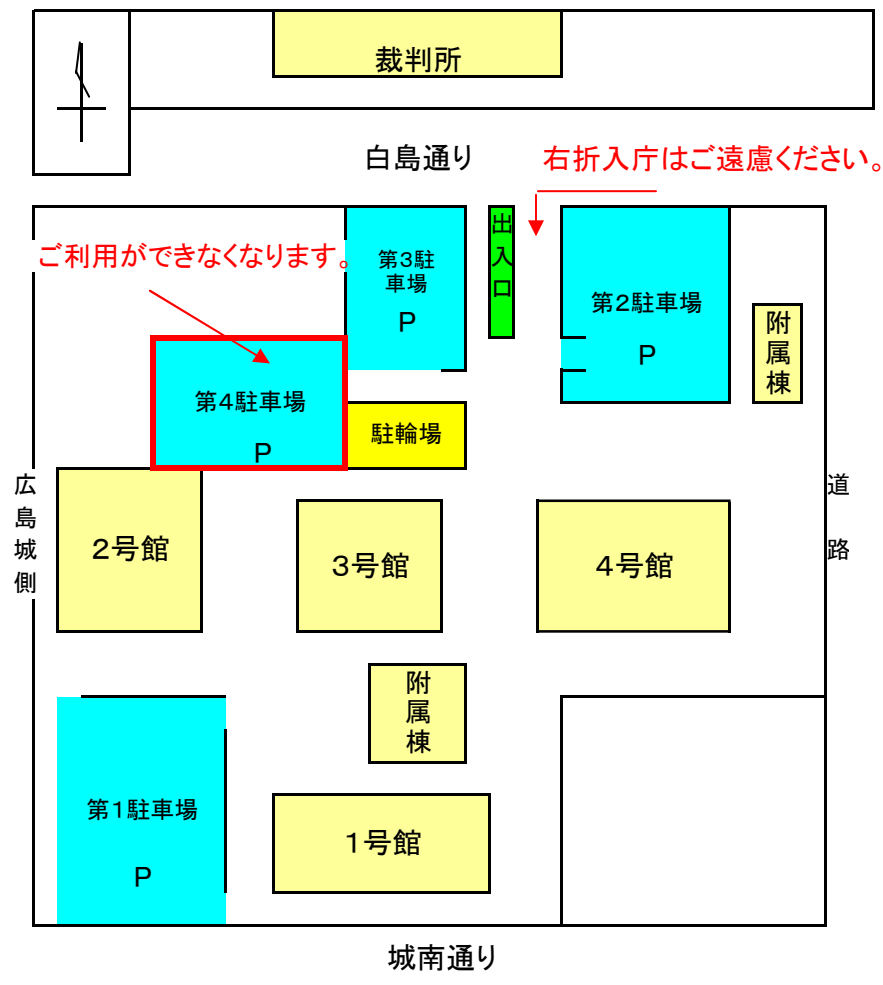 裁判所
白島通り
右折入庁はご遠慮ください。
ご利用ができなくなります。
第3駐
車場
P
出入口
第2駐車場
P
附属棟
第4駐車場
P
駐輪場
広島城側
道路
2号館
3号館
4号館
附属棟
第1駐車場
P
1号館
城南通り